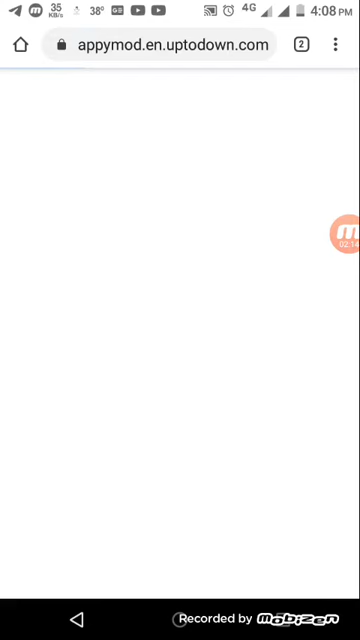 35
KB/s
38°
4G
4:08 PM
appymod.en.uptodown.com
2
02:14
Recorded by Mobizen